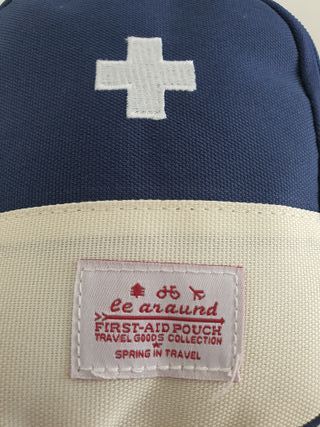 le araund
FIRST-AID POUCH
TRAVEL GOODS COLLECTION
SPRING IN TRAVEL